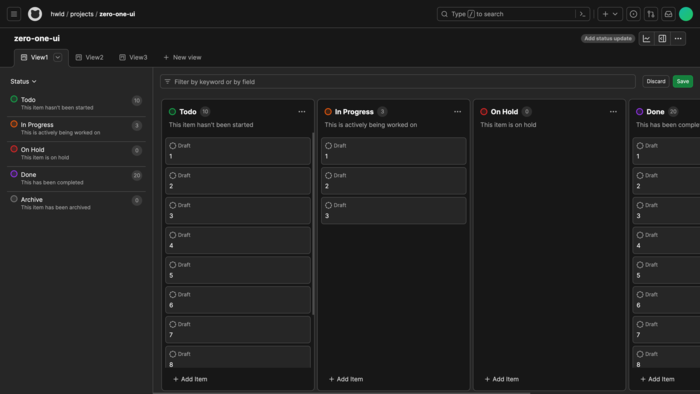 hwid / projects / zero-one-ui
Type / to search
zero-one-ui
Add status update
View1
View2
View3
+ New view
Status
Todo
10
This item hasn't been started
In Progress
3
This is actively being worked on
On Hold
0
This item is on hold
Done
20
This has been completed
Archive
0
This item has been archived
Filter by keyword or by field
Discard
Save
Todo
10
This item hasn't been started
Draft
1
Draft
2
Draft
3
Draft
4
Draft
5
Draft
6
Draft
7
Draft
8
+ Add Item
In Progress
3
This is actively being worked on
Draft
1
Draft
2
Draft
3
+ Add Item
On Hold
0
This item is on hold
+ Add Item
Done
20
This has been comple
Draft
1
Draft
2
Draft
3
Draft
4
Draft
5
Draft
6
Draft
7
Draft
8
+ Add Item